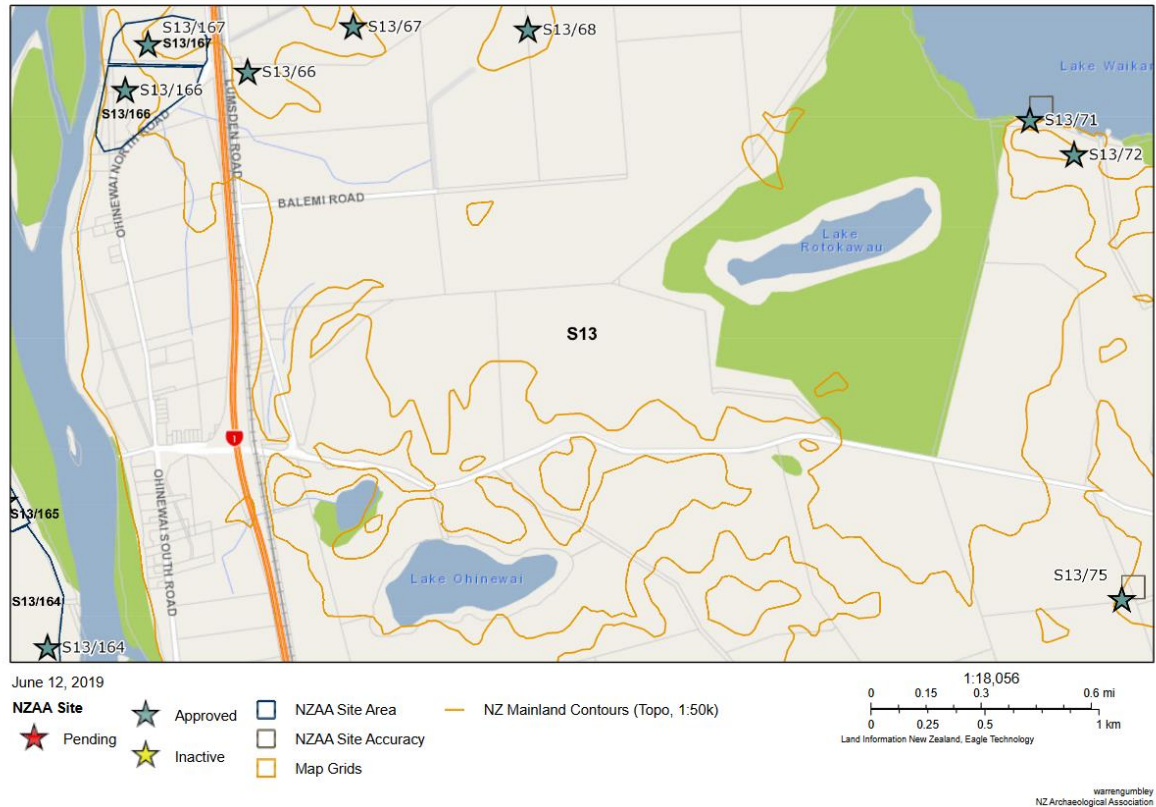 S13/167
S13/167
S13/67
S13/68
Lake Waikar
S13/66
S13/166
S13/166
S13/71
S13/72
OHINEWAI NORTH ROAD
LUMSDEN ROAD
BALEMI ROAD
Lake
Rotokawau
S13
1
S13/165
OHINEWAI SOUTH ROAD
Lake Ohinewai
S13/75
S13/164
S13/164
June 12, 2019
NZAA Site
Pending
Approved
Inactive
NZAA Site Area
NZAA Site Accuracy
Map Grids
NZ Mainland Contours (Topo, 1:50k)
1:18,056
0 0.15 0.3 0.6 mi
0 0.25 0.5 1 km
Land Information New Zealand, Eagle Technology
warrengumbley
NZ Archaeological Association